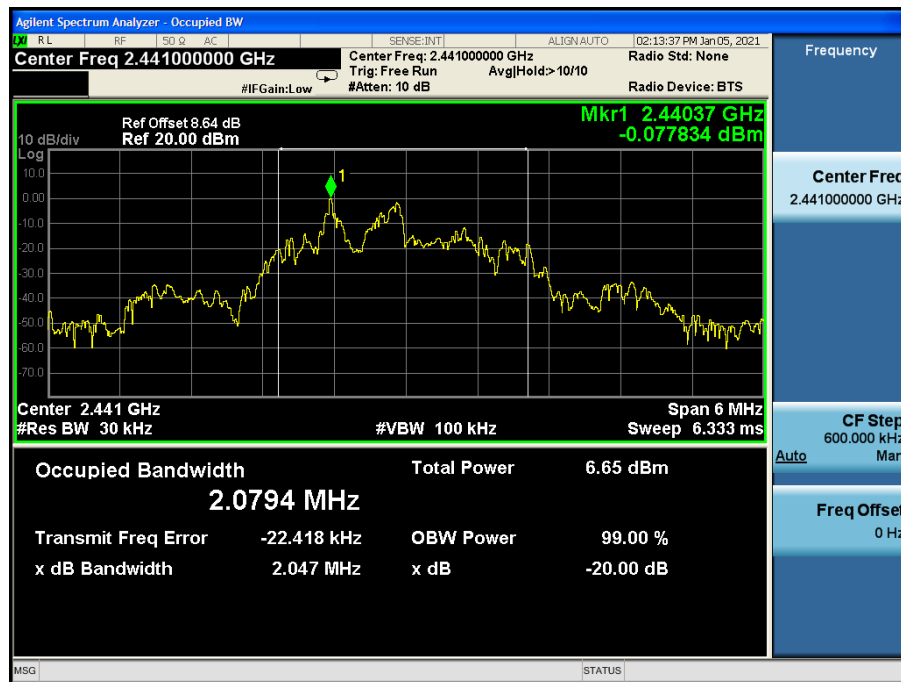 Agilent Spectrum Analyzer - Occupied BW
LXI RL RF 50 Ω AC SENSE:INT ALIGN AUTO 02:13:37 PM Jan 05, 2021
Center Freq 2.441000000 GHz
Center Freq: 2.441000000 GHz
Radio Std: None
Trig: Free Run Avg|Hold:>10/10
#IFGain:Low
#Atten: 10 dB
Radio Device: BTS
Frequency
Mkr1 2.44037 GHz
-0.077834 dBm
Ref Offset 8.64 dB
10 dB/div Ref 20.00 dBm
Log
1
10.0
0.00
-10.0
-20.0
-30.0
-40.0
-50.0
-60.0
-70.0
Center 2.441 GHz Span 6 MHz
#Res BW 30 kHz #VBW 100 kHz Sweep 6.333 ms
Occupied Bandwidth Total Power 6.65 dBm
2.0794 MHz
Transmit Freq Error -22.418 kHz OBW Power 99.00 %
x dB Bandwidth 2.047 MHz x dB -20.00 dB
Center Freq
2.441000000 GHz
CF Step
600.000 kHz
Auto Man
Freq Offset
0 Hz
MSG STATUS